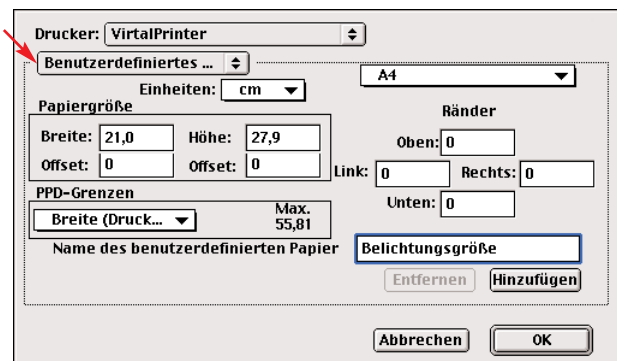 Drucker: VirtalPrinter
Benutzerdefiniertes ...
A4
Einheiten: cm
Papiergröße
Ränder
Breite: 21,0 Höhe: 27,9
Oben: 0
Offset: 0 Offset: 0
Link: 0 Rechts: 0
PPD-Grenzen
Unten: 0
Breite (Druck... Max.
55,81
Name des benutzerdefinierten Papier Belichtungsgröße
Entfernen Hinzufügen
Abbrechen OK